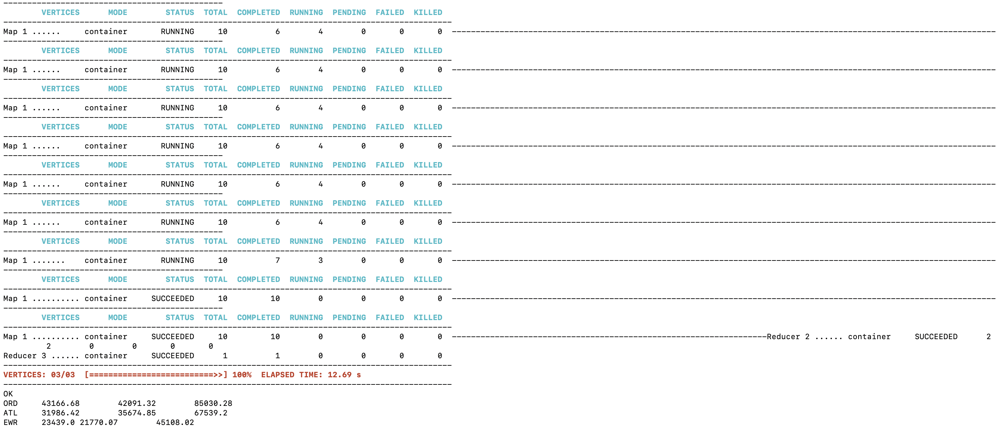 ----------------------------------------------
        VERTICES      MODE        STATUS  TOTAL  COMPLETED  RUNNING  PENDING  FAILED  KILLED
----------------------------------------------------------------------------------------------
Map 1 ......     container       RUNNING     10          6        4        0       0       0  ------------------------------------------------------------------------------------------------------------------
----------------------------------------------
        VERTICES      MODE        STATUS  TOTAL  COMPLETED  RUNNING  PENDING  FAILED  KILLED
----------------------------------------------------------------------------------------------
Map 1 ......     container       RUNNING     10          6        4        0       0       0  ------------------------------------------------------------------------------------------------------------------
----------------------------------------------
        VERTICES      MODE        STATUS  TOTAL  COMPLETED  RUNNING  PENDING  FAILED  KILLED
----------------------------------------------------------------------------------------------
Map 1 ......     container       RUNNING     10          6        4        0       0       0  ------------------------------------------------------------------------------------------------------------------
----------------------------------------------
        VERTICES      MODE        STATUS  TOTAL  COMPLETED  RUNNING  PENDING  FAILED  KILLED
----------------------------------------------------------------------------------------------
Map 1 ......     container       RUNNING     10          6        4        0       0       0  ------------------------------------------------------------------------------------------------------------------
----------------------------------------------
        VERTICES      MODE        STATUS  TOTAL  COMPLETED  RUNNING  PENDING  FAILED  KILLED
----------------------------------------------------------------------------------------------
Map 1 ......     container       RUNNING     10          6        4        0       0       0  ------------------------------------------------------------------------------------------------------------------
----------------------------------------------
        VERTICES      MODE        STATUS  TOTAL  COMPLETED  RUNNING  PENDING  FAILED  KILLED
----------------------------------------------------------------------------------------------
Map 1 ......     container       RUNNING     10          6        4        0       0       0  ------------------------------------------------------------------------------------------------------------------
----------------------------------------------
        VERTICES      MODE        STATUS  TOTAL  COMPLETED  RUNNING  PENDING  FAILED  KILLED
----------------------------------------------------------------------------------------------
Map 1 .......    container       RUNNING     10          7        3        0       0       0  ------------------------------------------------------------------------------------------------------------------
----------------------------------------------
        VERTICES      MODE        STATUS  TOTAL  COMPLETED  RUNNING  PENDING  FAILED  KILLED
----------------------------------------------------------------------------------------------
Map 1 .......... container     SUCCEEDED     10         10        0        0       0       0  ------------------------------------------------------------------------------------------------------------------
----------------------------------------------
        VERTICES      MODE        STATUS  TOTAL  COMPLETED  RUNNING  PENDING  FAILED  KILLED
----------------------------------------------------------------------------------------------
Map 1 .......... container     SUCCEEDED     10         10        0        0       0       0  ------------------------------------------------------------------Reducer 2 ...... container     SUCCEEDED      2
         2        0        0       0       0
Reducer 3 ...... container     SUCCEEDED      1          1        0        0       0       0
----------------------------------------------------------------------------------------------
VERTICES: 03/03  [==========================>>] 100%  ELAPSED TIME: 12.69 s
----------------------------------------------------------------------------------------------
OK
ORD     43166.68        42091.32        85030.28
ATL     31986.42        35674.85        67539.2
EWR     23439.0 21770.07        45108.02